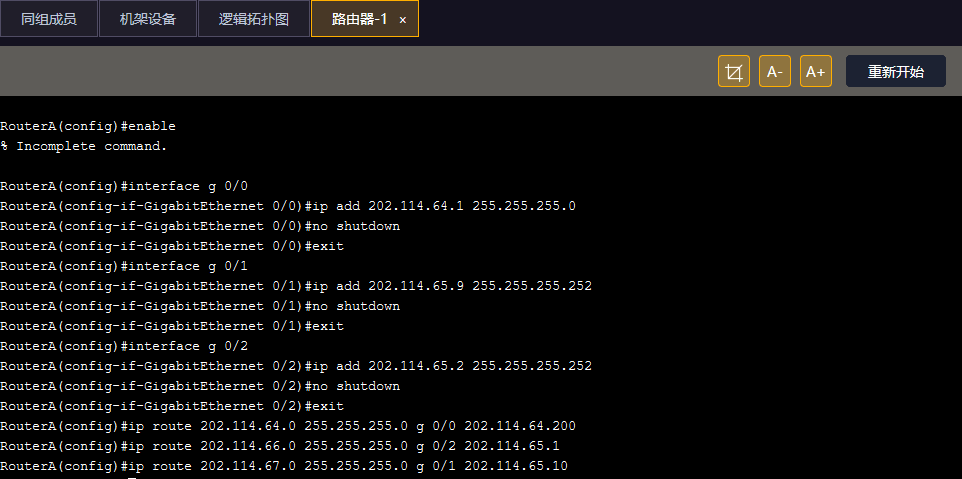 同组成员 机架设备 逻辑拓扑图 路由器-1 ×
A- A+ 重新开始
RouterA(config)#enable
% Incomplete command.
RouterA(config)#interface g 0/0
RouterA(config-if-GigabitEthernet 0/0)#ip add 202.114.64.1 255.255.255.0
RouterA(config-if-GigabitEthernet 0/0)#no shutdown
RouterA(config-if-GigabitEthernet 0/0)#exit
RouterA(config)#interface g 0/1
RouterA(config-if-GigabitEthernet 0/1)#ip add 202.114.65.9 255.255.255.252
RouterA(config-if-GigabitEthernet 0/1)#no shutdown
RouterA(config-if-GigabitEthernet 0/1)#exit
RouterA(config)#interface g 0/2
RouterA(config-if-GigabitEthernet 0/2)#ip add 202.114.65.2 255.255.255.252
RouterA(config-if-GigabitEthernet 0/2)#no shutdown
RouterA(config-if-GigabitEthernet 0/2)#exit
RouterA(config)#ip route 202.114.64.0 255.255.255.0 g 0/0 202.114.64.200
RouterA(config)#ip route 202.114.66.0 255.255.255.0 g 0/2 202.114.65.1
RouterA(config)#ip route 202.114.67.0 255.255.255.0 g 0/1 202.114.65.10